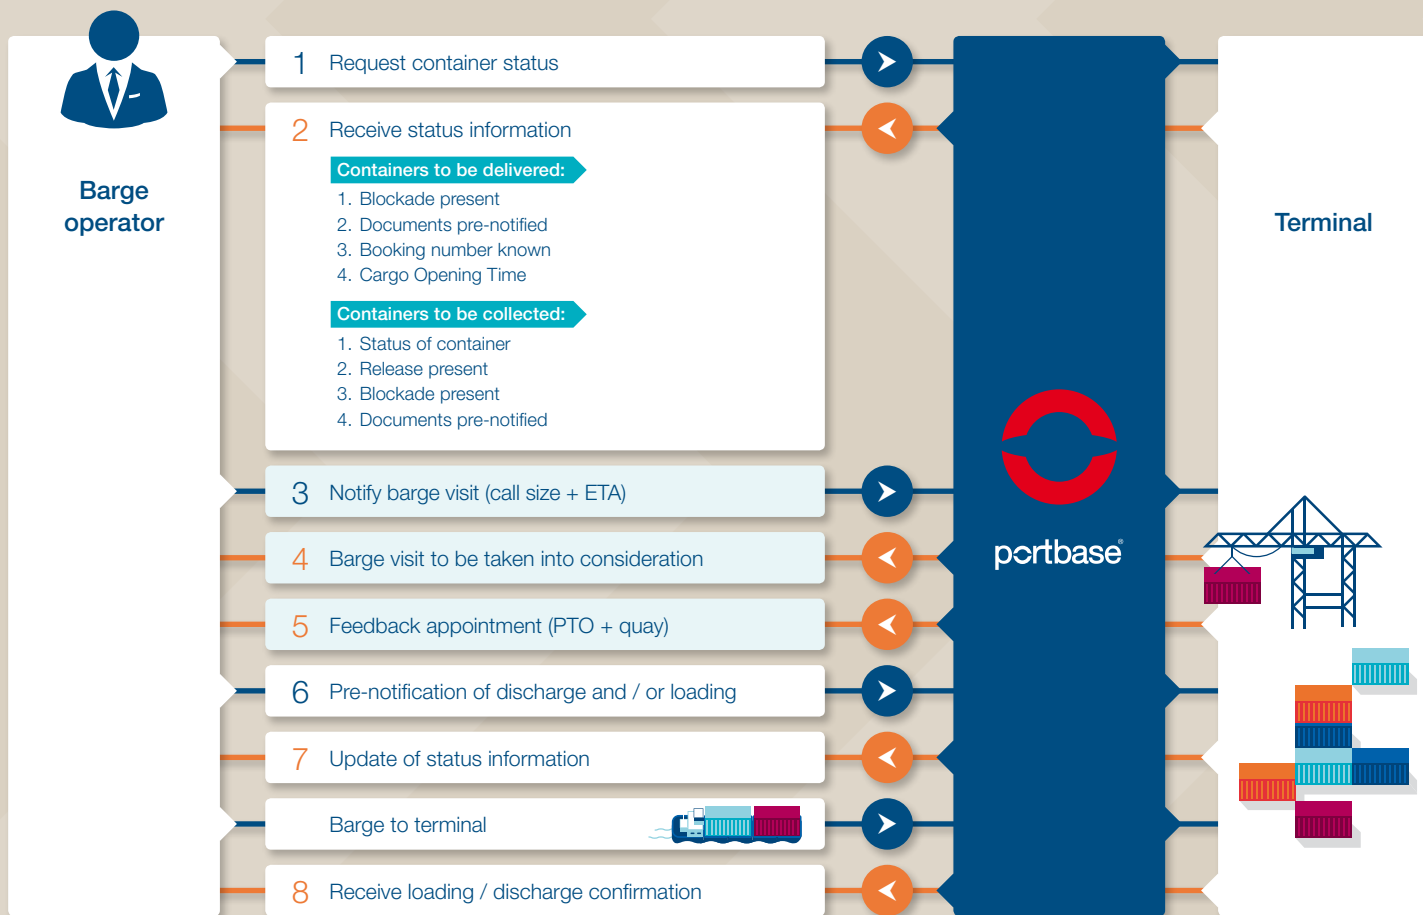 Barge
operator
1 Request container status
2 Receive status information
Containers to be delivered:
1. Blockade present
2. Documents pre-notified
3. Booking number known
4. Cargo Opening Time
Containers to be collected:
1. Status of container
2. Release present
3. Blockade present
4. Documents pre-notified
3 Notify barge visit (call size + ETA)
4 Barge visit to be taken into consideration
5 Feedback appointment (PTO + quay)
6 Pre-notification of discharge and / or loading
7 Update of status information
Barge to terminal
8 Receive loading / discharge confirmation
portbase®
Terminal